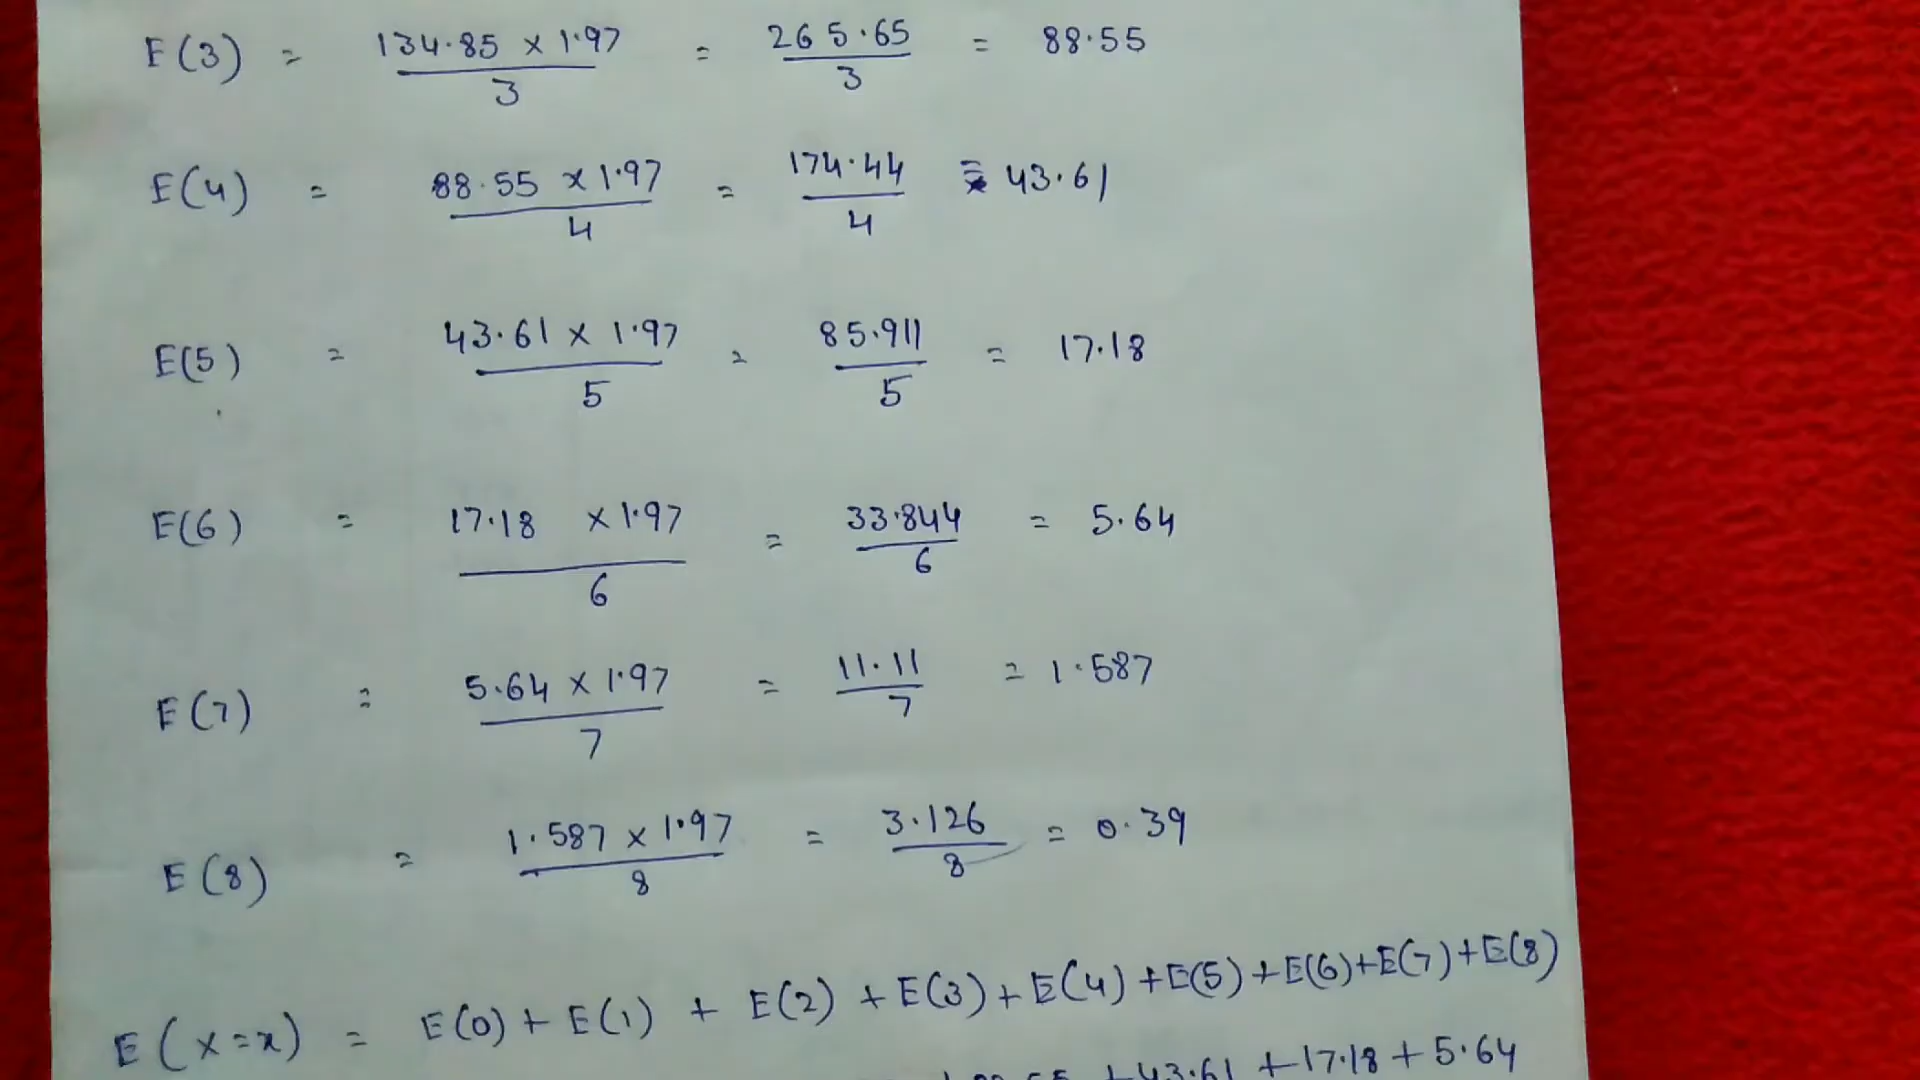 E(3) = 134.85 × 1.97 / 3 = 265.65 / 3 = 88.55
E(4) = 88.55 × 1.97 / 4 = 174.44 / 4 = 43.61
E(5) = 43.61 × 1.97 / 5 = 85.911 / 5 = 17.18
E(6) = 17.18 × 1.97 / 6 = 33.844 / 6 = 5.64
E(7) = 5.64 × 1.97 / 7 = 11.11 / 7 = 1.587
E(8) = 1.587 × 1.97 / 8 = 3.126 / 8 = 0.39
E(x=x) = E(0) + E(1) + E(2) + E(3) + E(4) + E(5) + E(6) + E(7) + E(8)
+ 43.61 + 17.18 + 5.64